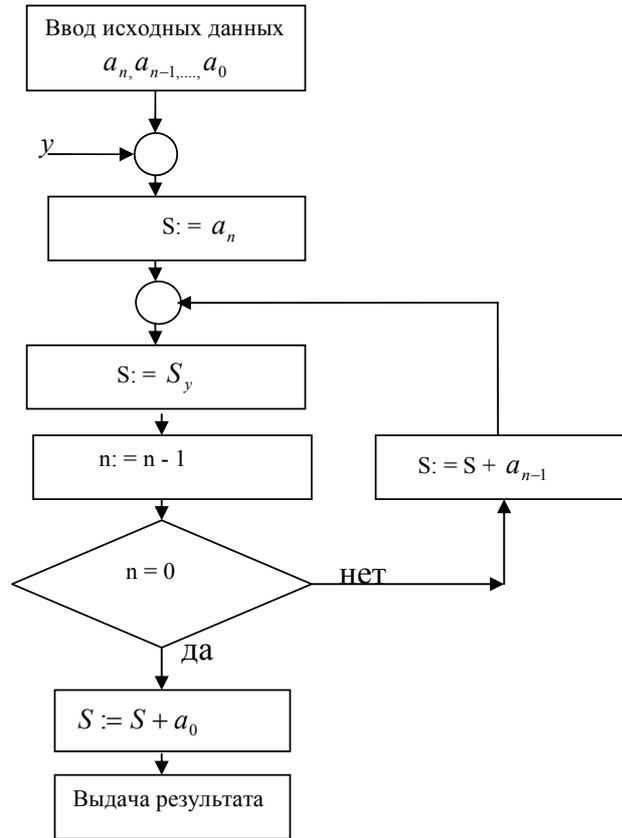 Ввод исходных данных
a_n, a_{n−1},...., a_0
y
S: = a_n
S: = S_y
n: = n - 1
S: = S + a_{n−1}
n = 0
нет
да
S := S + a_0
Выдача результата